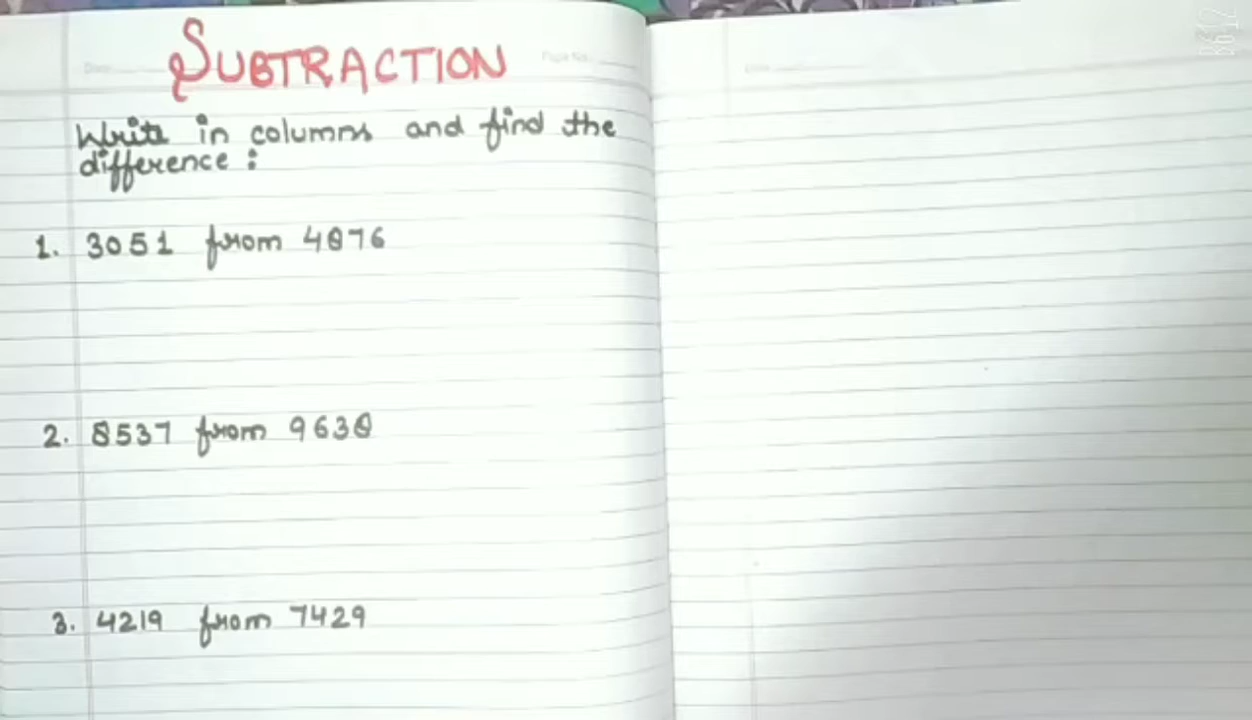 SUBTRACTION
Write in columns and find the
difference :
1. 3051 from 4876
2. 8537 from 9638
3. 4219 from 7429